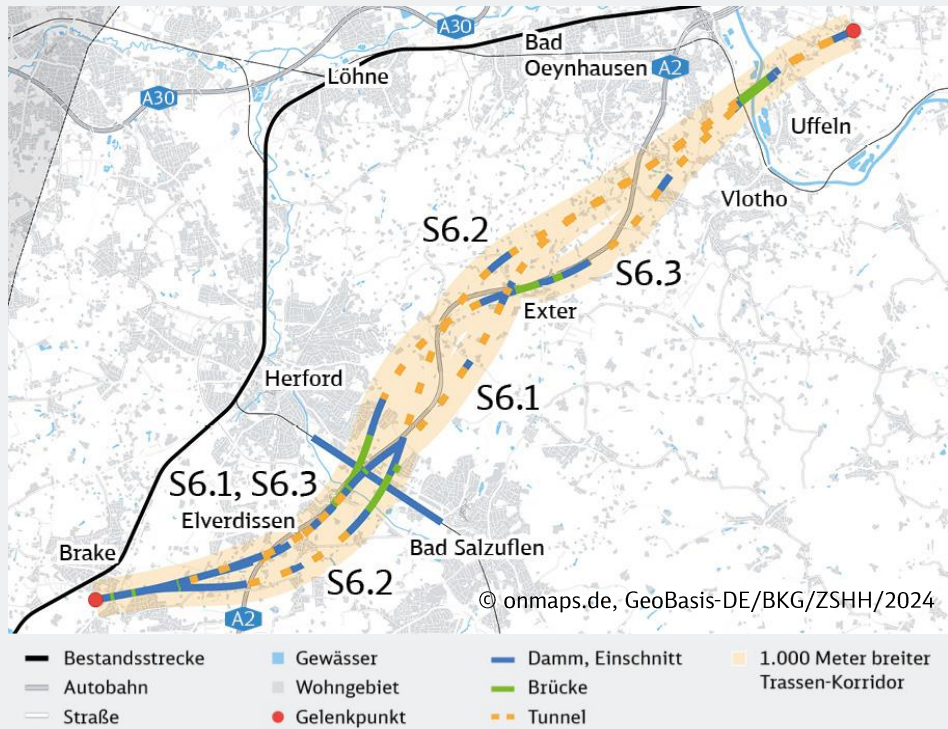 A30
Bad
Oeynhausen
A2
Löhne
A30
Uffeln
Vlotho
S6.2
S6.3
Exter
Herford
S6.1
S6.1, S6.3
Elverdissen
Brake
Bad Salzuflen
S6.2
A2
© onmaps.de, GeoBasis-DE/BKG/ZSHH/2024
Bestandsstrecke
Autobahn
Straße
Gewässer
Wohngebiet
Gelenkpunkt
Damm, Einschnitt
Brücke
Tunnel
1.000 Meter breiter
Trassen-Korridor